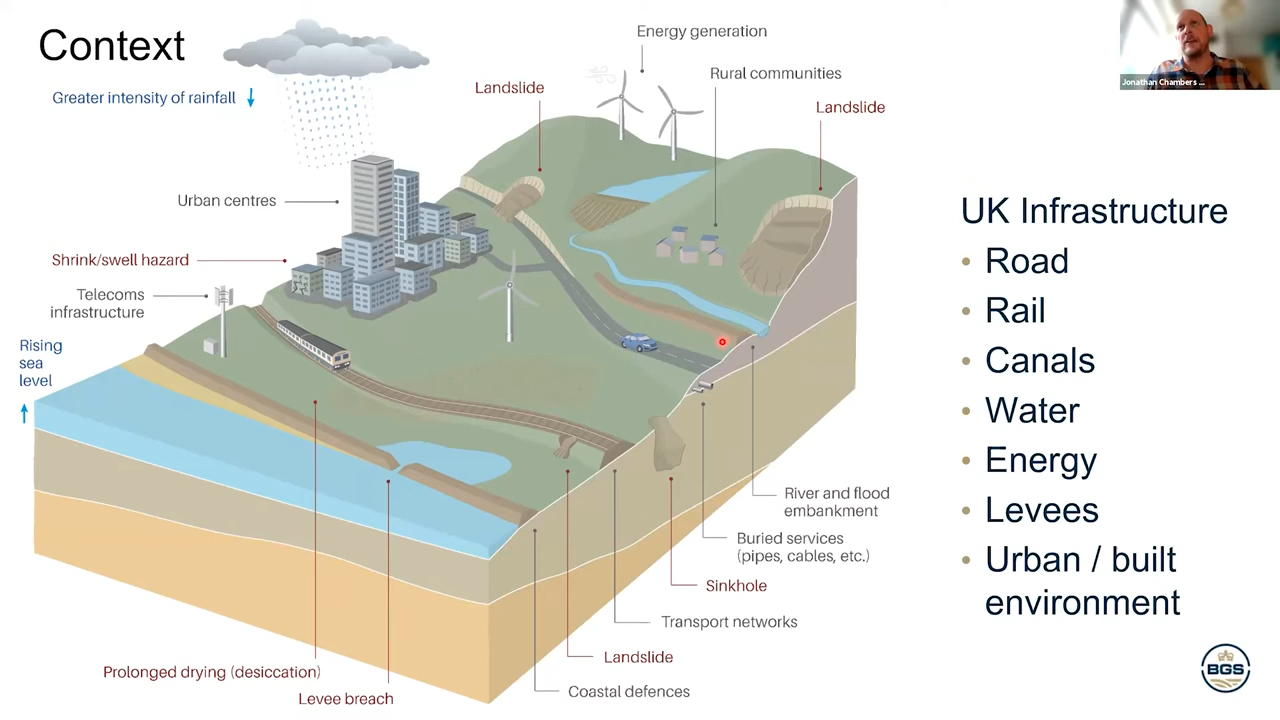 Context
Greater intensity of rainfall
Energy generation
Rural communities
Landslide
Landslide
Urban centres
Shrink/swell hazard
Telecoms
infrastructure
Rising
sea
level
River and flood
embankment
Buried services
(pipes, cables, etc.)
Sinkhole
Transport networks
Landslide
Coastal defences
Prolonged drying (desiccation)
Levee breach
Jonathan Chambers ...
UK Infrastructure
• Road
• Rail
• Canals
• Water
• Energy
• Levees
• Urban / built
environment
BGS